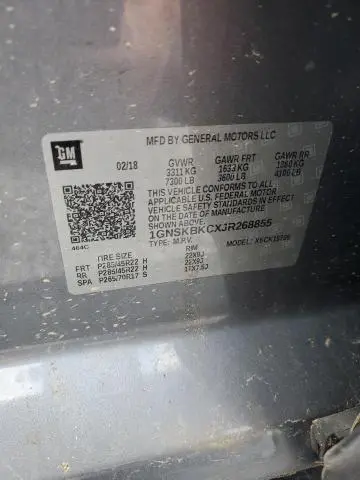 GM
MFD BY GENERAL MOTORS LLC
02/18 GVWR GAWR FRT GAWR RR
3311 KG 1633 KG 1860 KG
7300 LB 3600 LB 4100 LB
THIS VEHICLE CONFORMS TO ALL
APPLICABLE U.S. FEDERAL MOTOR
VEHICLE SAFETY STANDARDS IN
EFFECT ON THE DATE OF
MANUFACTURE SHOWN ABOVE.
1GNSKBKCXJR268855
464C TYPE: M.P.V. MODEL:
TIRE SIZE RIM
FRT P285/45R22 H 22X9J
RR P285/45R22 H 22X9J
SPA P265/70R17 S 17X7.5J